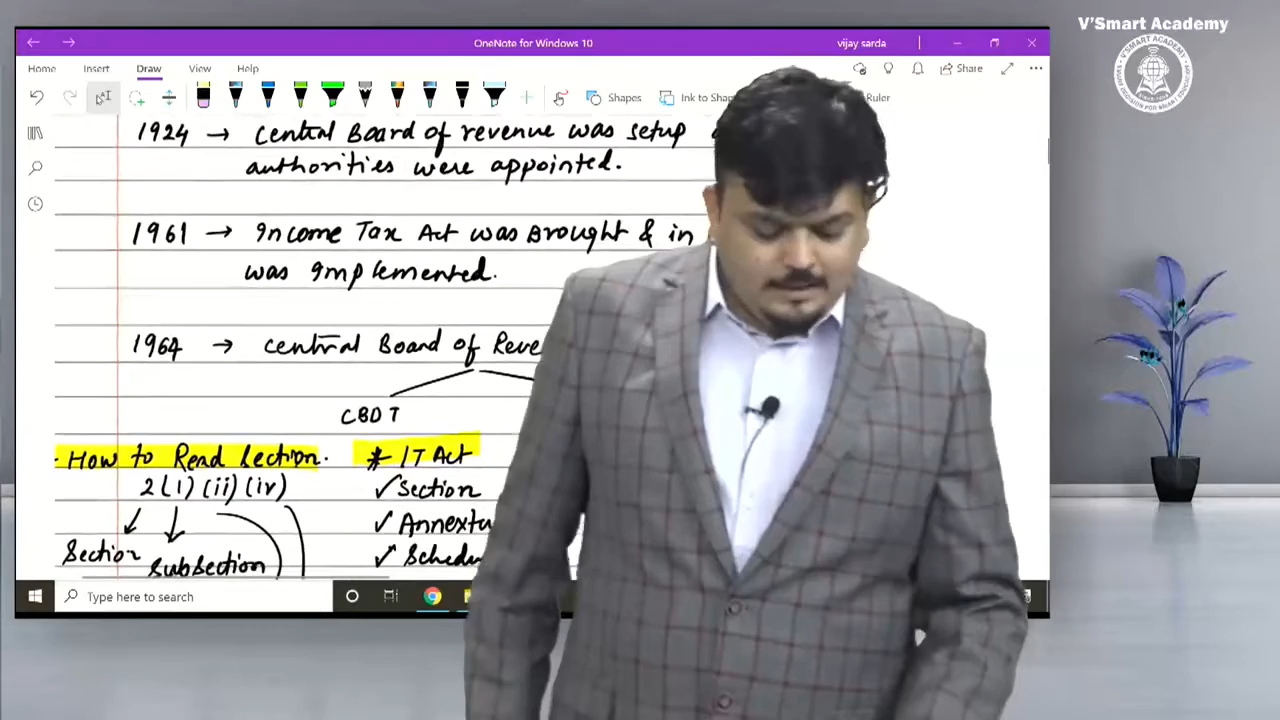 V'Smart Academy
OneNote for Windows 10
vijay sarda
Home Insert Draw View Help
Share
Shapes
Ink to Shap
Ruler
1924 → Central Board of revenue was setup
authorities were appointed.
1961 → Income Tax Act was Brought & in
was Implemented.
1964 → Central Board of Reve
CBDT
How to Read Section. * IT Act
2(1)(ii)(iv) ✓ Section
✓ Annextu
Section ✓ Schedu
Subsection
Type here to search